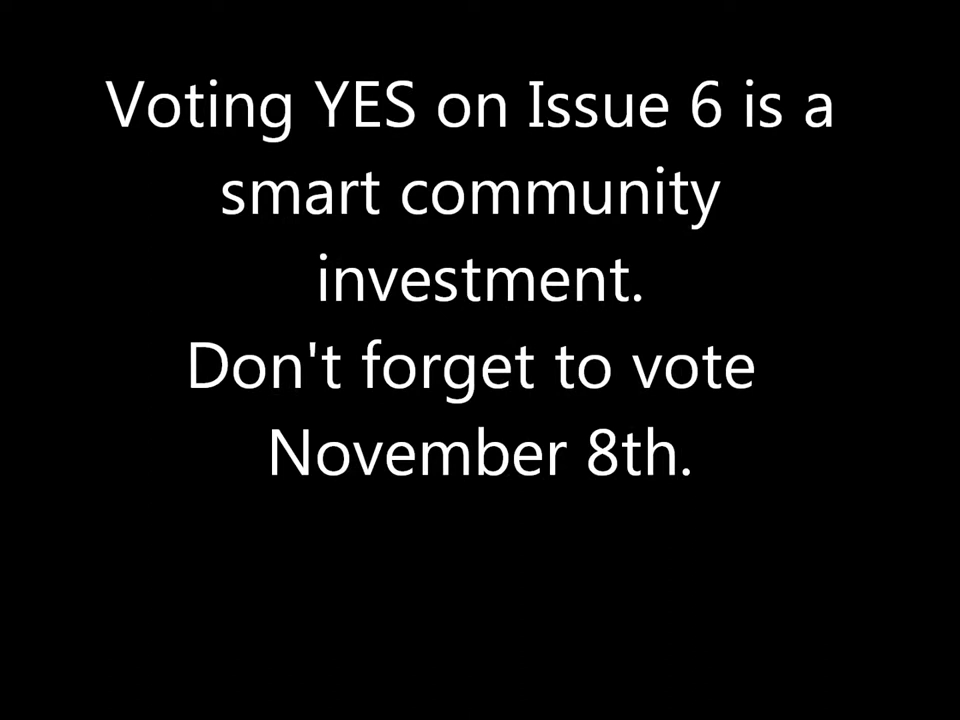 Voting YES on Issue 6 is a
smart community
investment.
Don't forget to vote
November 8th.